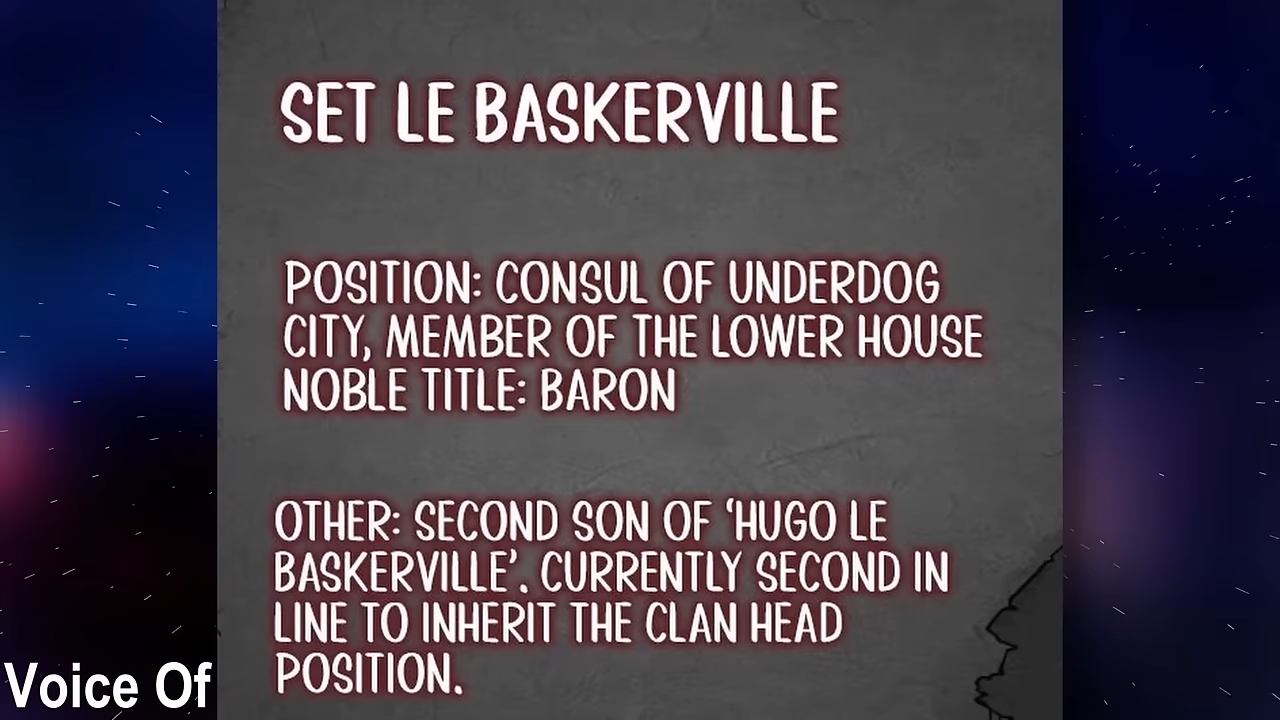 SET LE BASKERVILLE
POSITION: CONSUL OF UNDERDOG
CITY, MEMBER OF THE LOWER HOUSE
NOBLE TITLE: BARON
OTHER: SECOND SON OF ‘HUGO LE
BASKERVILLE’. CURRENTLY SECOND IN
LINE TO INHERIT THE CLAN HEAD
POSITION.
Voice Of